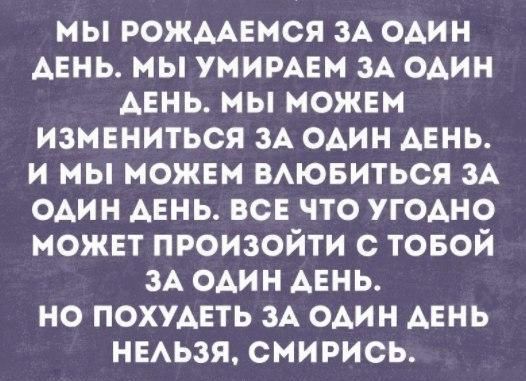 МЫ РОЖДАЕМСЯ ЗА ОДИН
ДЕНЬ. МЫ УМИРАЕМ ЗА ОДИН
ДЕНЬ. МЫ МОЖЕМ
ИЗМЕНИТЬСЯ ЗА ОДИН ДЕНЬ.
И МЫ МОЖЕМ ВЛЮБИТЬСЯ ЗА
ОДИН ДЕНЬ. ВСЕ ЧТО УГОДНО
МОЖЕТ ПРОИЗОЙТИ С ТОБОЙ
ЗА ОДИН ДЕНЬ.
НО ПОХУДЕТЬ ЗА ОДИН ДЕНЬ
НЕЛЬЗЯ, СМИРИСЬ.